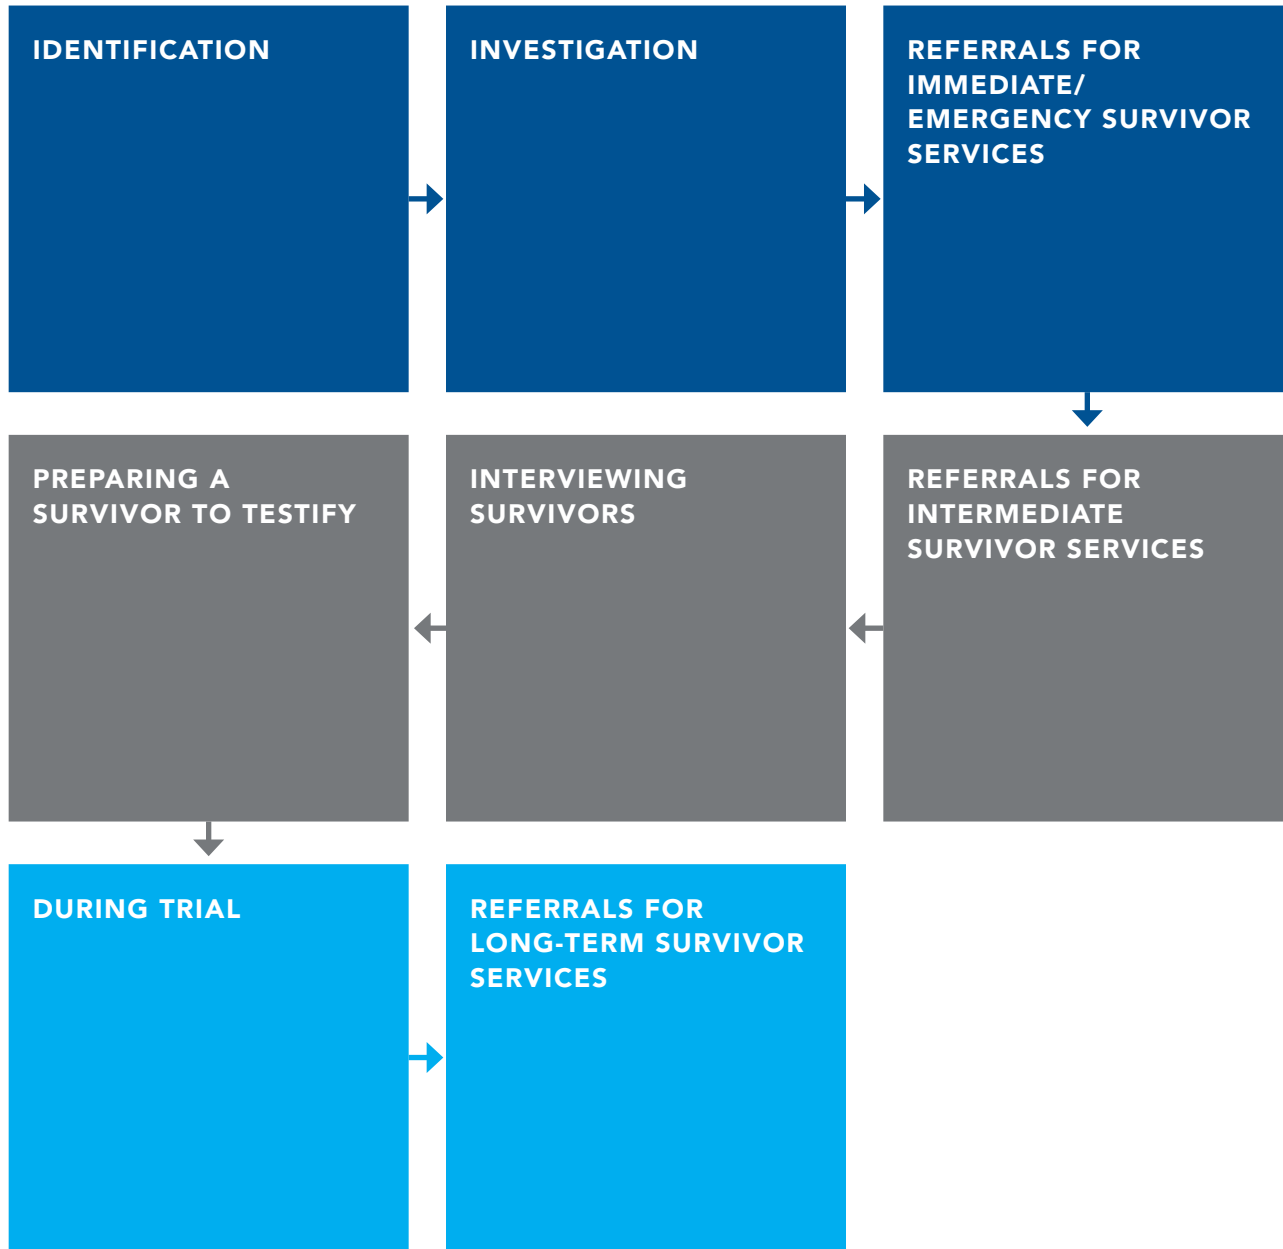 IDENTIFICATION
INVESTIGATION
REFERRALS FOR
IMMEDIATE/
EMERGENCY SURVIVOR
SERVICES
PREPARING A
SURVIVOR TO TESTIFY
INTERVIEWING
SURVIVORS
REFERRALS FOR
INTERMEDIATE
SURVIVOR SERVICES
DURING TRIAL
REFERRALS FOR
LONG-TERM SURVIVOR
SERVICES